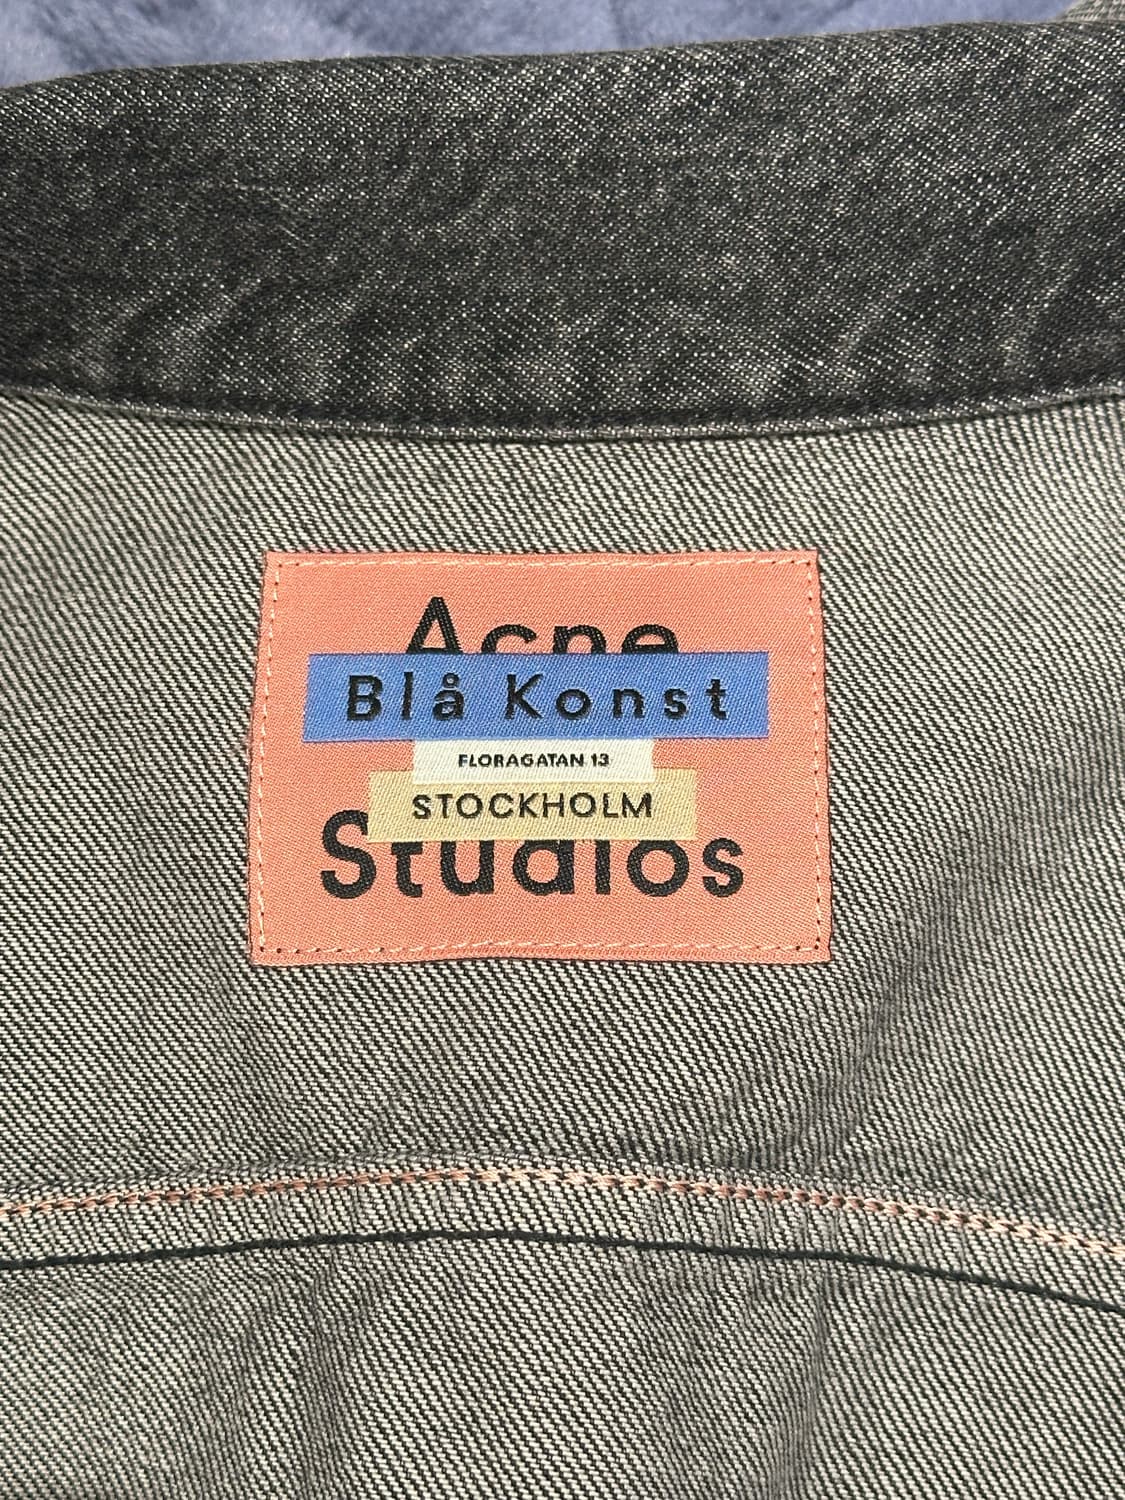 Acne
Blå Konst
FLORAGATAN 13
STOCKHOLM
Studios